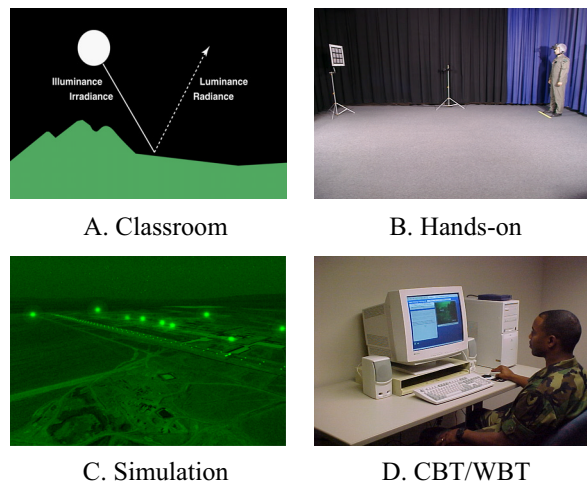 Illuminance
Irradiance
Luminance
Radiance
A. Classroom
B. Hands-on
C. Simulation
D. CBT/WBT